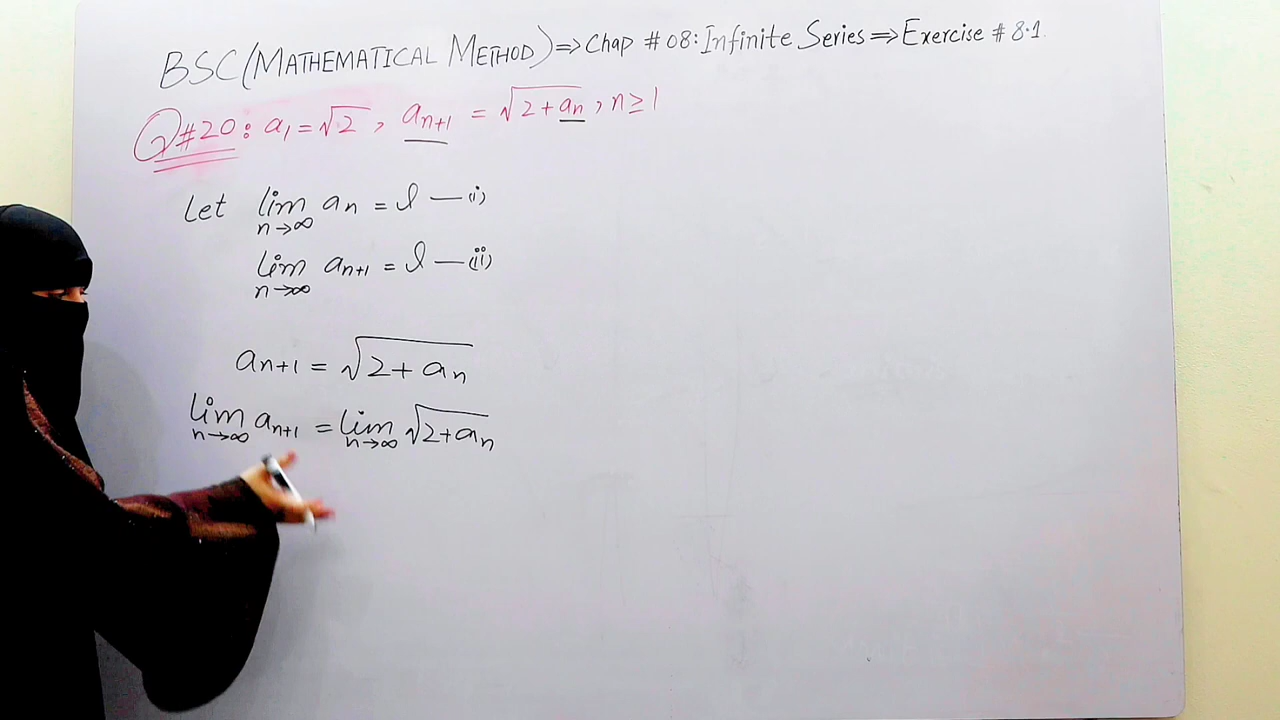 BSC(MATHEMATICAL METHOD)⇒Chap # 08:Infinite Series⇒Exercise # 8.1
Q#20: a₁=√2, aₙ₊₁ = √(2+aₙ), n≥1
Let lim n→∞ aₙ = l —(i)
lim n→∞ aₙ₊₁ = l —(ii)
aₙ₊₁ = √(2+aₙ)
lim n→∞ aₙ₊₁ = lim n→∞ √(2+aₙ)